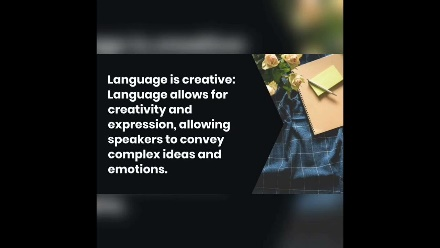 Language is creative:
Language allows for
creativity and
expression, allowing
speakers to convey
complex ideas and
emotions.